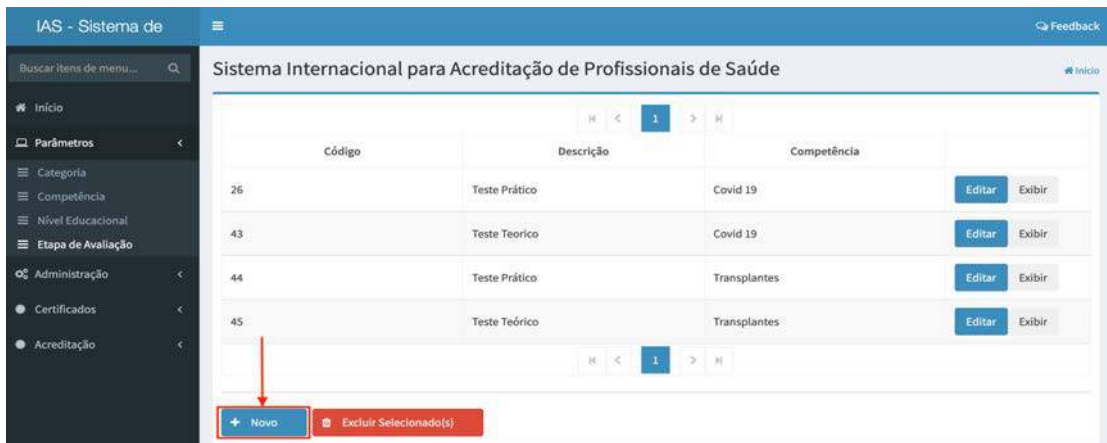 IAS - Sistema de
Feedback
Buscar itens de menu...
Sistema Internacional para Acreditação de Profissionais de Saúde
Início
Início
Parâmetros
Categoria
Competência
Nível Educacional
Etapa de Avaliação
Administração
Certificados
Acreditação
1
Código Descrição Competência
26 Teste Prático Covid 19 Editar Exibir
43 Teste Teorico Covid 19 Editar Exibir
44 Teste Prático Transplantes Editar Exibir
45 Teste Teórico Transplantes Editar Exibir
1
+ Novo
Excluir Selecionado(s)